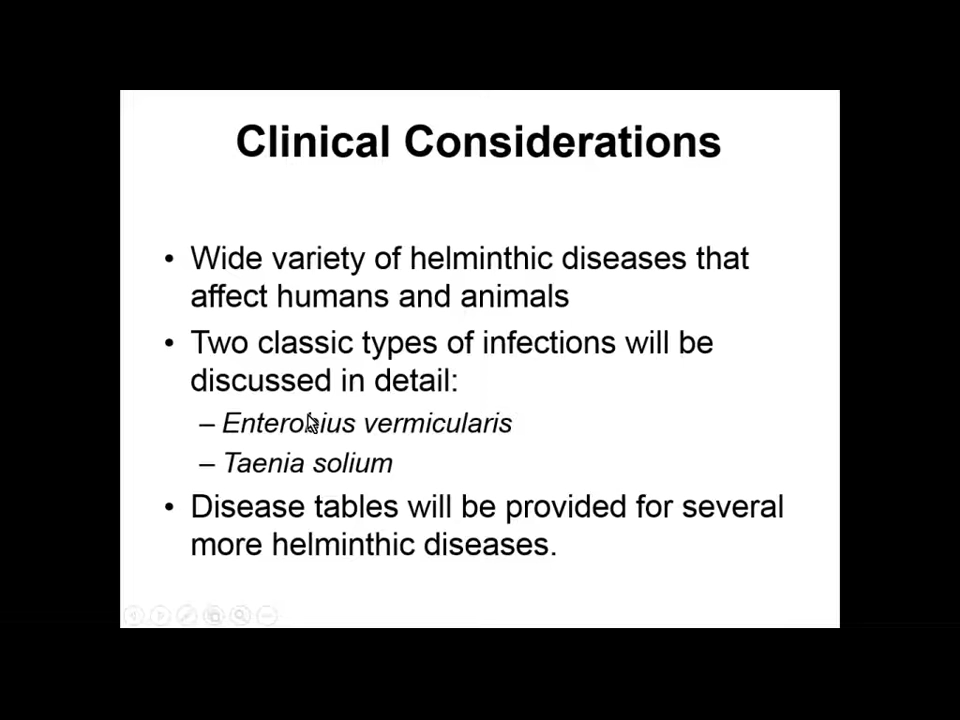 Clinical Considerations
• Wide variety of helminthic diseases that
affect humans and animals
• Two classic types of infections will be
discussed in detail:
– Enterobius vermicularis
– Taenia solium
• Disease tables will be provided for several
more helminthic diseases.